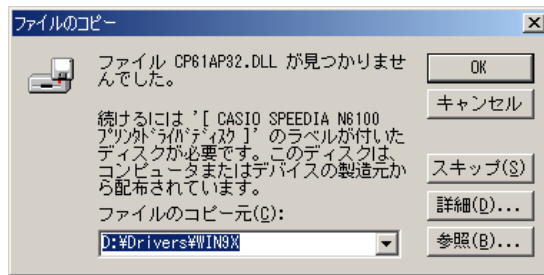 ファイルのコピー
ファイル CP61AP32.DLL が見つかりませ
んでした。
続けるには '[ CASIO SPEEDIA N6100
ﾌﾟﾘﾝﾀﾄﾞﾗｲﾊﾞﾃﾞｨｽｸ ]' のラベルが付いた
ディスクが必要です。このディスクは、
コンピュータまたはデバイスの製造元か
ら配布されています。
ファイルのコピー元(C):
D:¥Drivers¥WIN9X
OK
キャンセル
スキップ(S)
詳細(D)...
参照(B)...